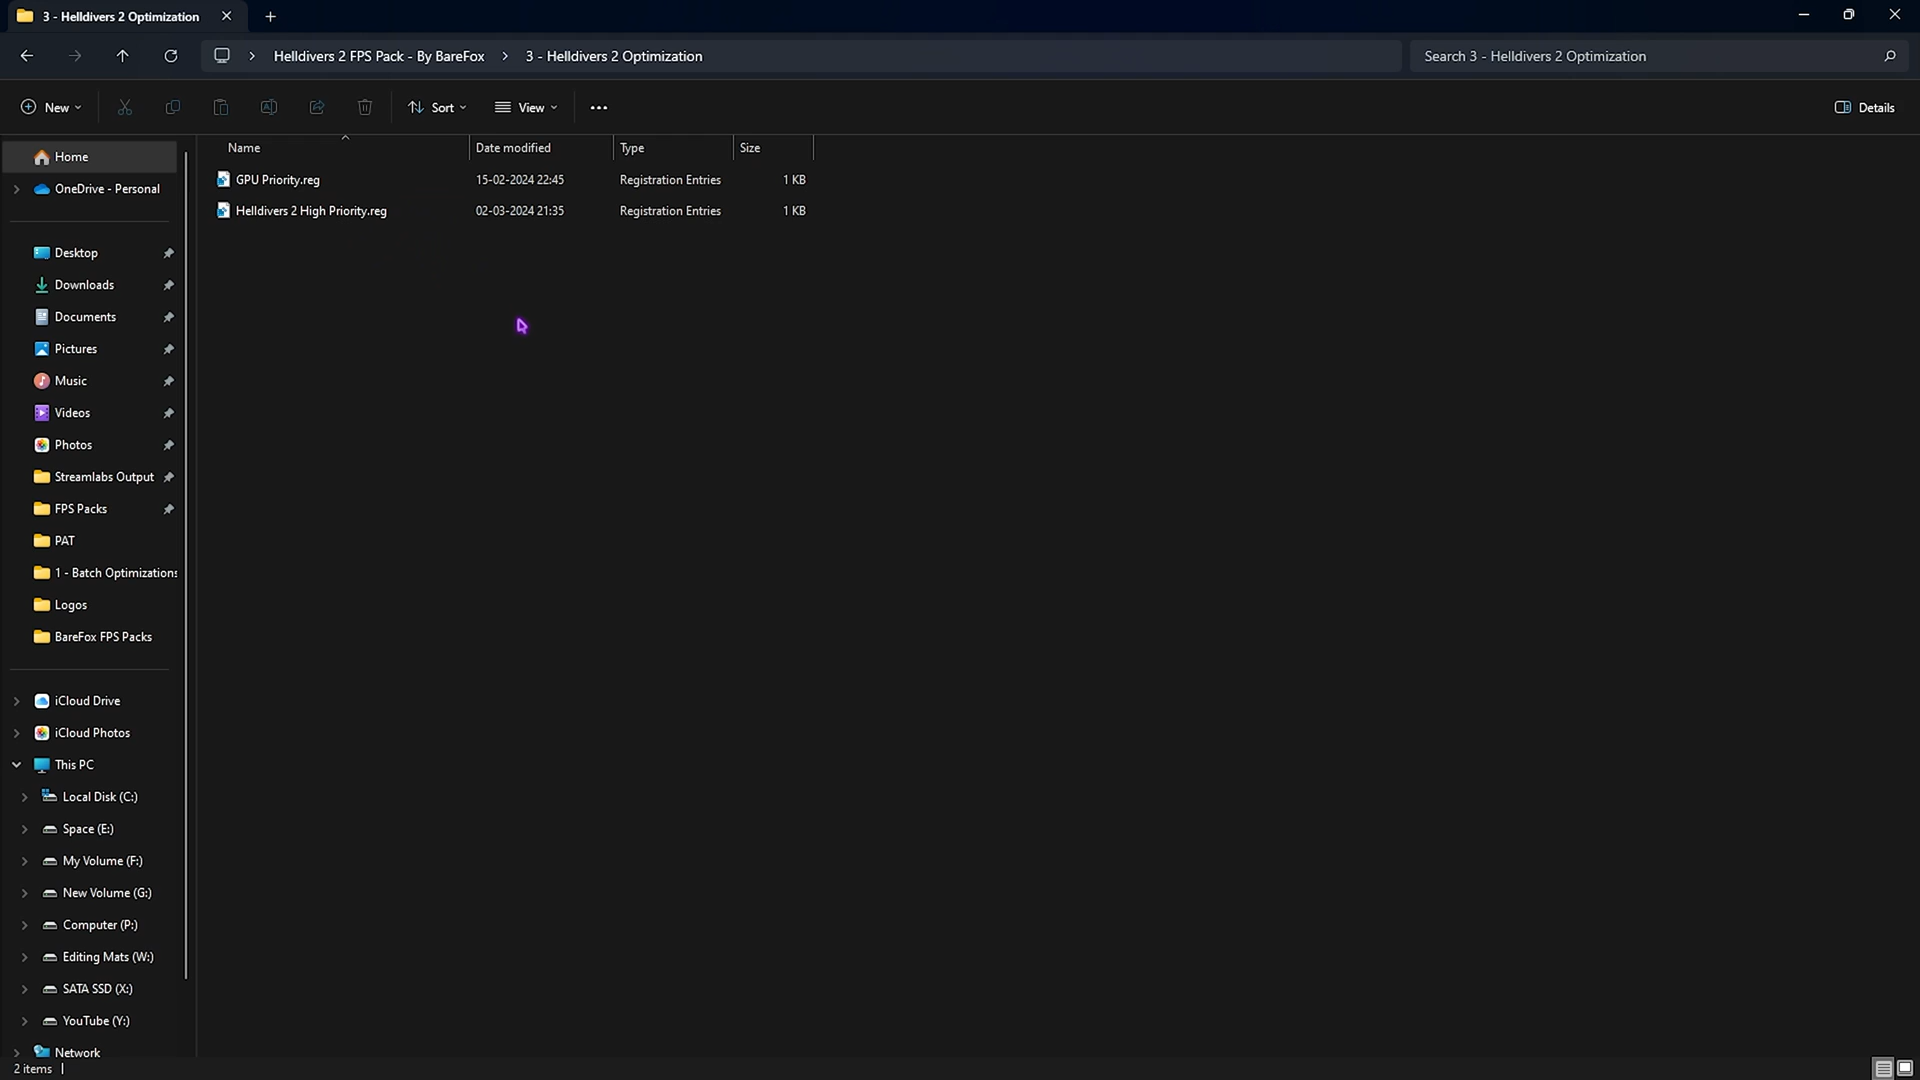 3 - Helldivers 2 Optimization
Helldivers 2 FPS Pack - By BareFox
3 - Helldivers 2 Optimization
Search 3 - Helldivers 2 Optimization
New
Sort
View
Details
Name
Date modified
Type
Size
GPU Priority.reg
15-02-2024 22:45
Registration Entries
1 KB
Helldivers 2 High Priority.reg
02-03-2024 21:35
Registration Entries
1 KB
Home
OneDrive - Personal
Desktop
Downloads
Documents
Pictures
Music
Videos
Photos
Streamlabs Output
FPS Packs
PAT
1 - Batch Optimizations
Logos
BareFox FPS Packs
iCloud Drive
iCloud Photos
This PC
Local Disk (C:)
Space (E:)
My Volume (F:)
New Volume (G:)
Computer (P:)
Editing Mats (W:)
SATA SSD (X:)
YouTube (Y:)
Network
2 items